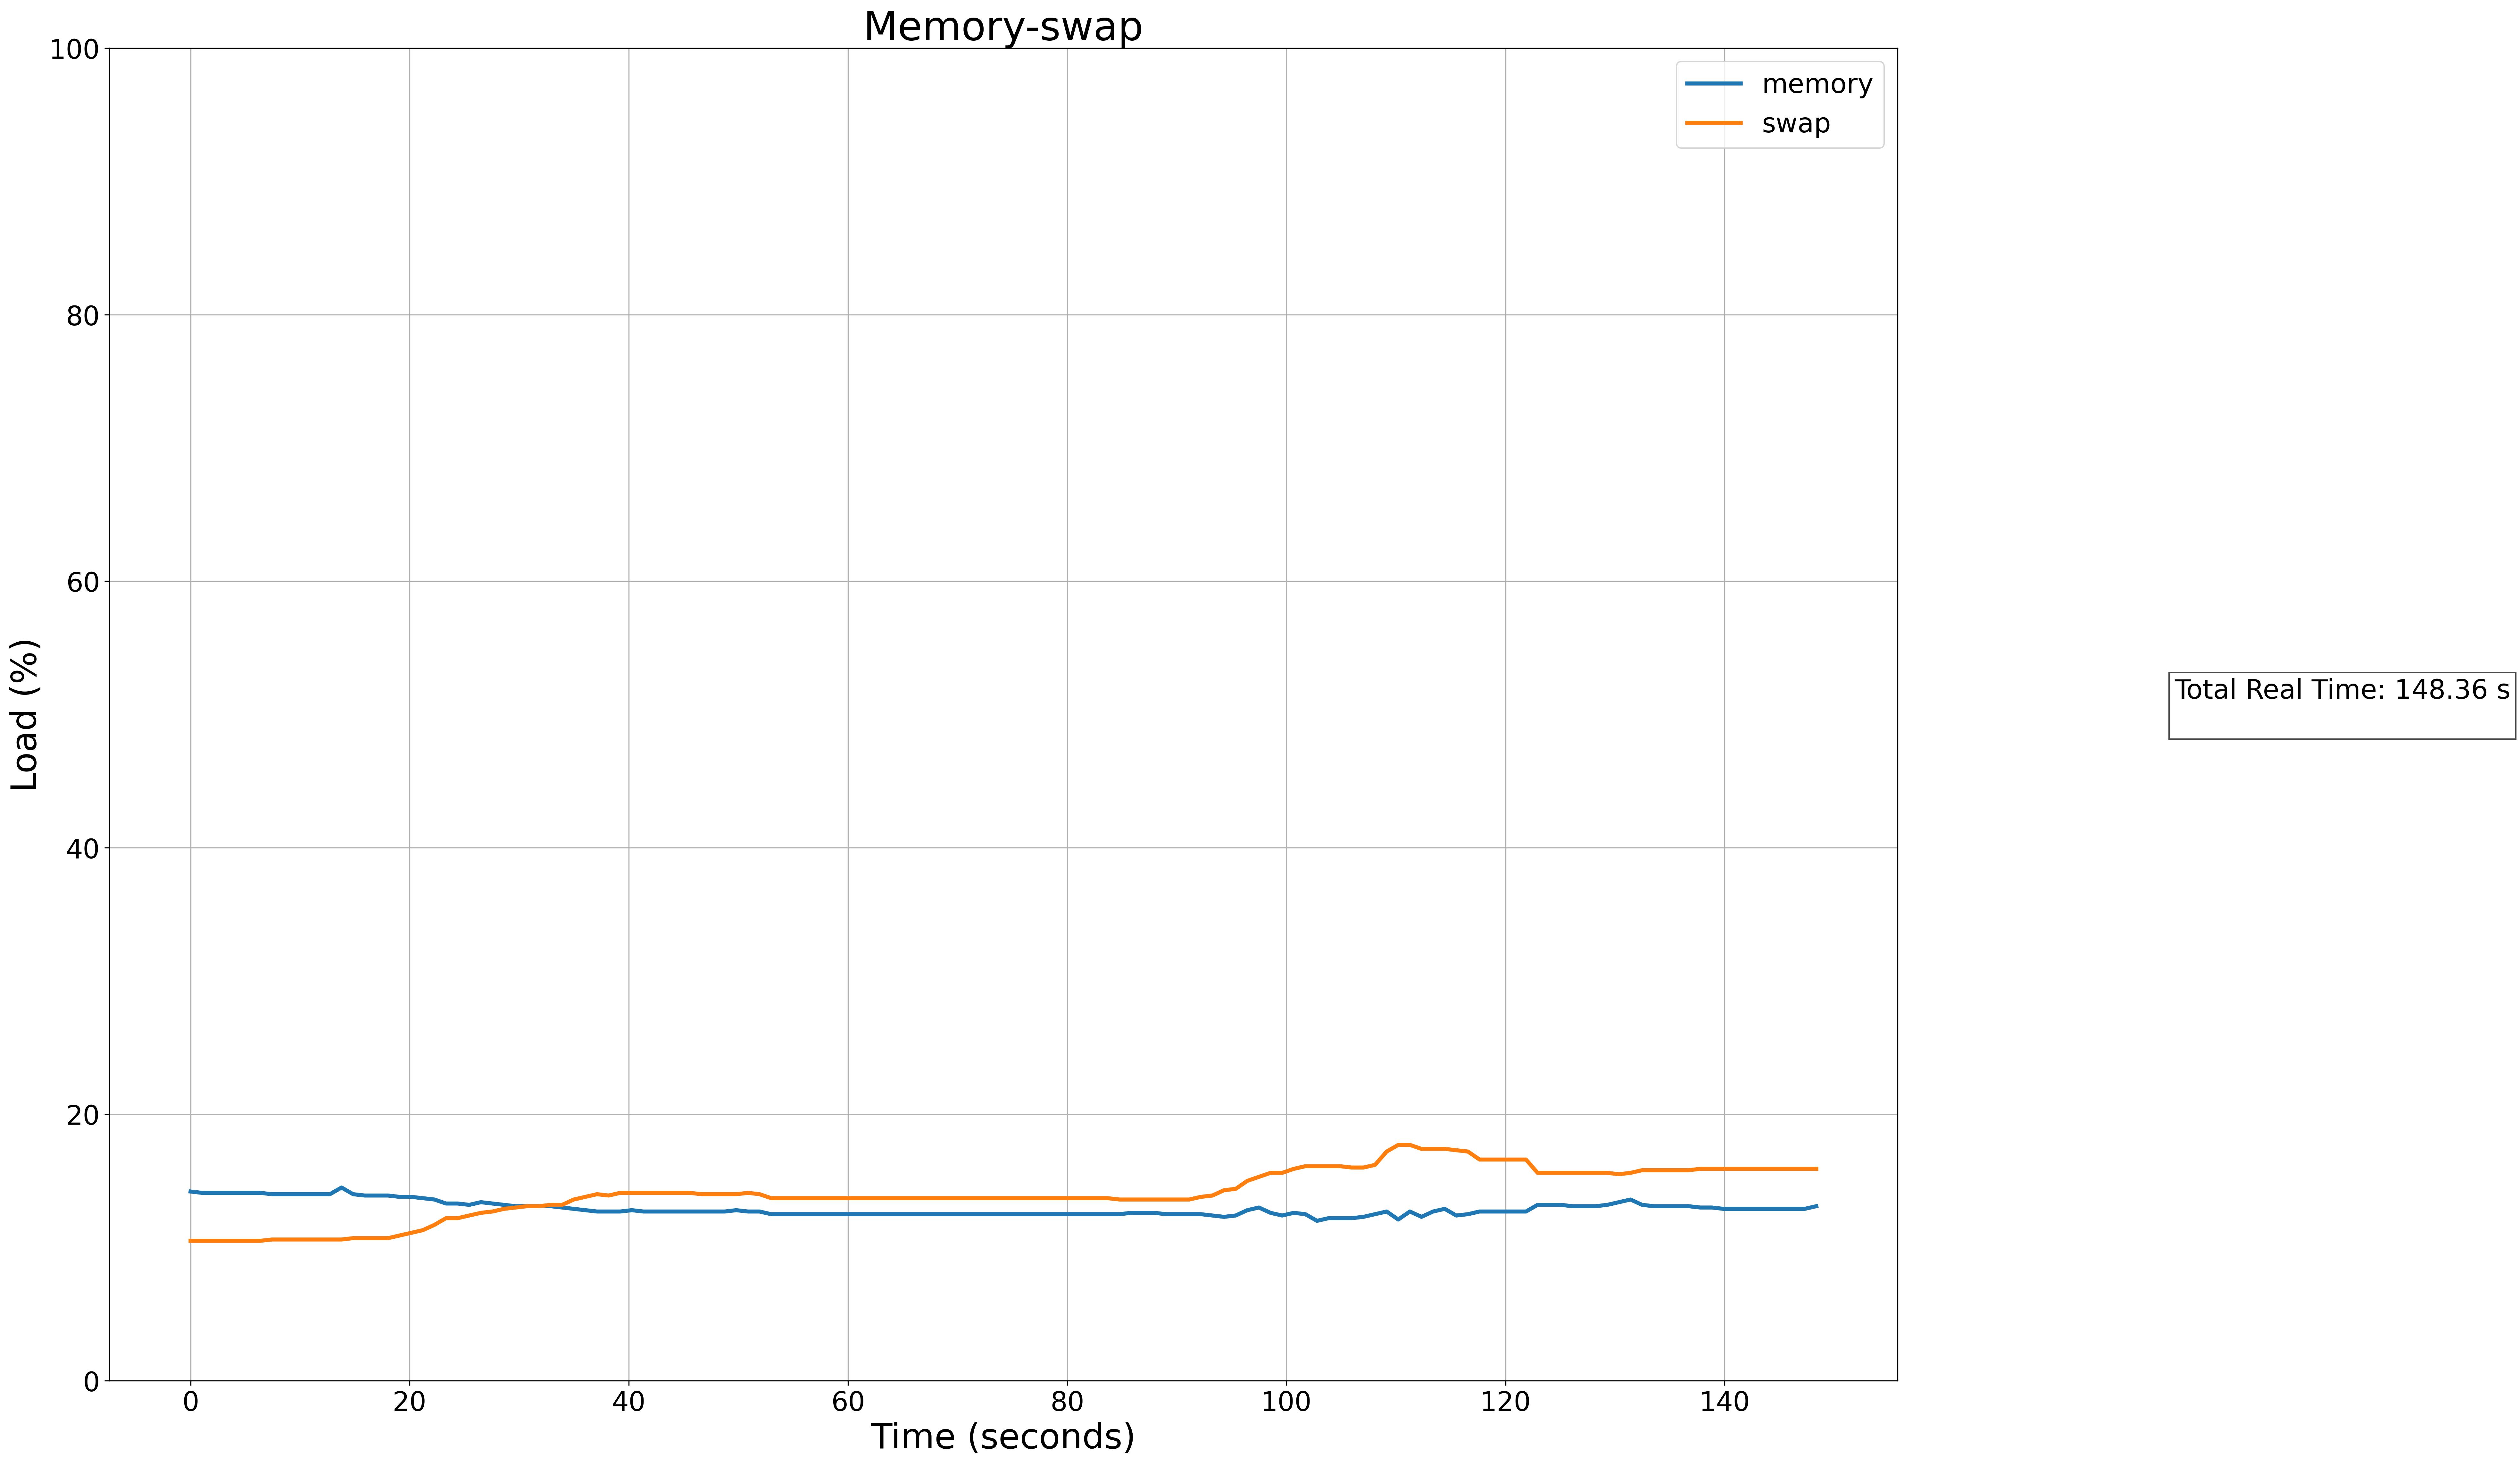 Memory-swap
memory
swap
100
80
60
40
20
0
Load (%)
0 20 40 60 80 100 120 140
Time (seconds)
Total Real Time: 148.36 s